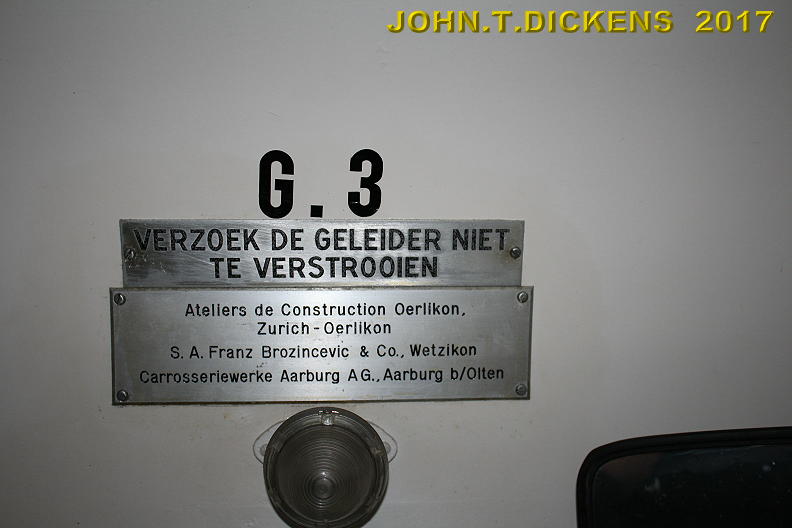 JOHN.T.DICKENS 2017
G.3
VERZOEK DE GELEIDER NIET
TE VERSTROOIEN
Ateliers de Construction Oerlikon,
Zurich-Oerlikon
S. A. Franz Brozincevic & Co., Wetzikon
Carrosseriewerke Aarburg AG., Aarburg b/Olten